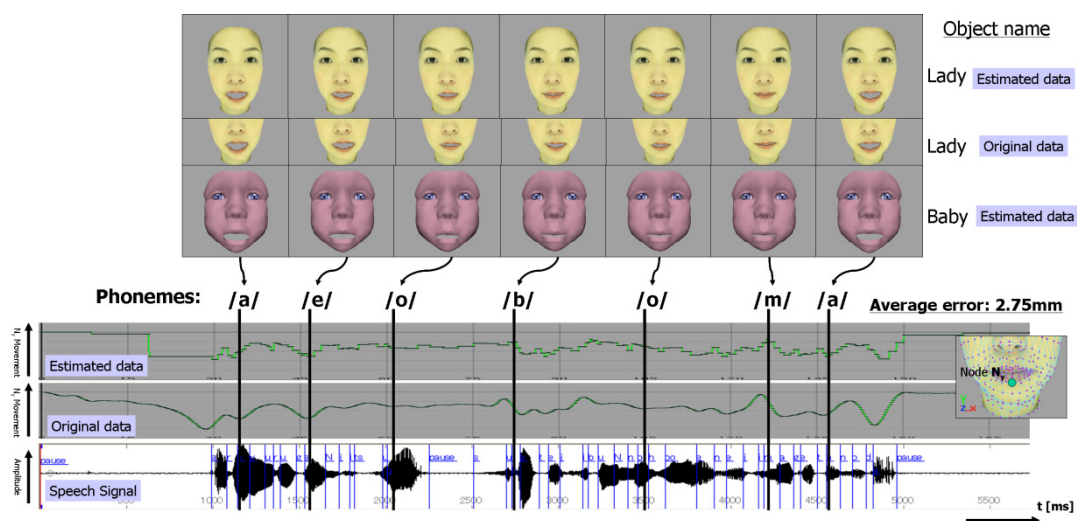 Object name
Lady Estimated data
Lady Original data
Baby Estimated data
Phonemes: /a/ /e/ /o/ /b/ /o/ /m/ /a/ Average error: 2.75mm
Estimated data
Node N
Original data
pause pause pause
Amplitude
Speech Signal
1000 2000 2500 3000 3500 4000 4500 5000 5500
t [ms]